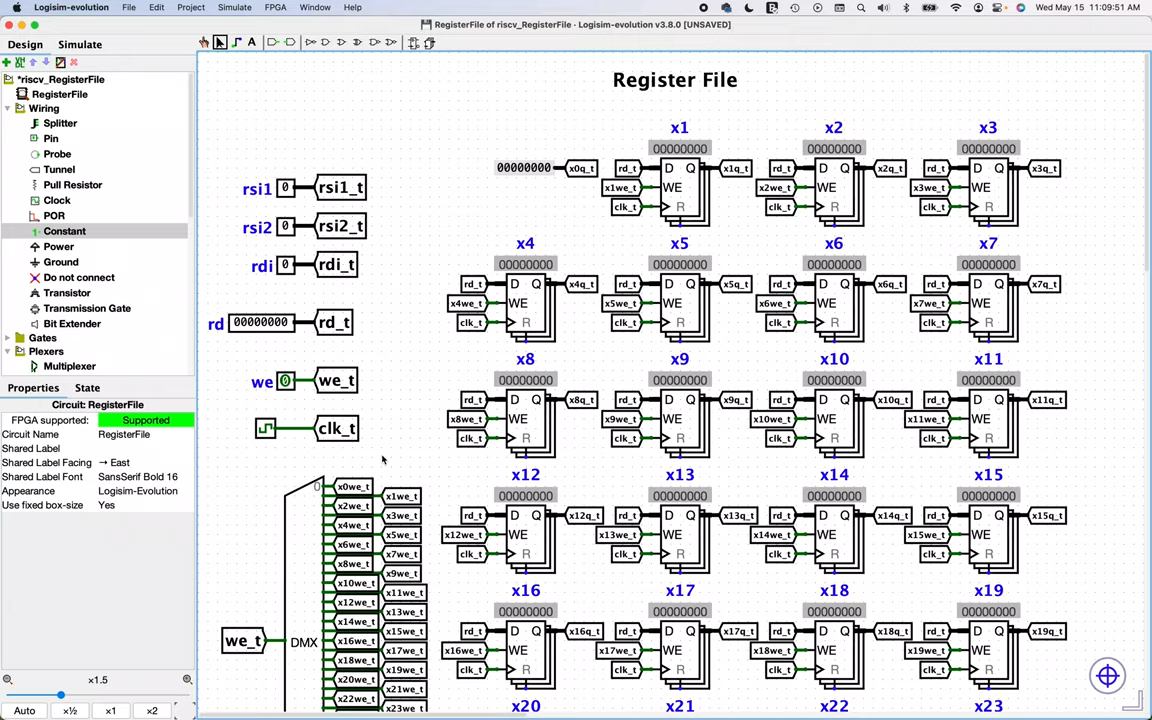 Logisim-evolution File Edit Project Simulate FPGA Window Help Wed May 15 11:09:51 AM
RegisterFile of riscv_RegisterFile · Logisim-evolution v3.8.0 [UNSAVED]
Design Simulate
*riscv_RegisterFile
RegisterFile
Wiring
Splitter
Pin
Probe
Tunnel
Pull Resistor
Clock
POR
Constant
Power
Ground
Do not connect
Transistor
Transmission Gate
Bit Extender
Gates
Plexers
Multiplexer
Properties State
Circuit: RegisterFile
FPGA supported: Supported
Circuit Name RegisterFile
Shared Label
Shared Label Facing → East
Shared Label Font SansSerif Bold 16
Appearance Logisim-Evolution
Use fixed box-size Yes
×1.5
Auto ×½ ×1 ×2
Register File
rsi1 0 rsi1_t
rsi2 0 rsi2_t
rdi 0 rdi_t
rd 00000000 rd_t
we 0 we_t
clk_t
0 x0we_t
x1we_t
x2we_t
x3we_t
x4we_t
x5we_t
x6we_t
x7we_t
x8we_t
x9we_t
x10we_t
x11we_t
x12we_t
x13we_t
x14we_t
x15we_t
we_t DMX x16we_t
x17we_t
x18we_t
x19we_t
x20we_t
x21we_t
x22we_t
x23we_t
x1 x2 x3
00000000 00000000 00000000
00000000 x0q_t rd_t D Q x1q_t rd_t D Q x2q_t rd_t D Q x3q_t
x1we_t WE x2we_t WE x3we_t WE
clk_t R clk_t R clk_t R
x4 x5 x6 x7
00000000 00000000 00000000 00000000
rd_t D Q x4q_t rd_t D Q x5q_t rd_t D Q x6q_t rd_t D Q x7q_t
x4we_t WE x5we_t WE x6we_t WE x7we_t WE
clk_t R clk_t R clk_t R clk_t R
x8 x9 x10 x11
00000000 00000000 00000000 00000000
rd_t D Q x8q_t rd_t D Q x9q_t rd_t D Q x10q_t rd_t D Q x11q_t
x8we_t WE x9we_t WE x10we_t WE x11we_t WE
clk_t R clk_t R clk_t R clk_t R
x12 x13 x14 x15
00000000 00000000 00000000 00000000
rd_t D Q x12q_t rd_t D Q x13q_t rd_t D Q x14q_t rd_t D Q x15q_t
x12we_t WE x13we_t WE x14we_t WE x15we_t WE
clk_t R clk_t R clk_t R clk_t R
x16 x17 x18 x19
00000000 00000000 00000000 00000000
rd_t D Q x16q_t rd_t D Q x17q_t rd_t D Q x18q_t rd_t D Q x19q_t
x16we_t WE x17we_t WE x18we_t WE x19we_t WE
clk_t R clk_t R clk_t R clk_t R
x20 x21 x22 x23